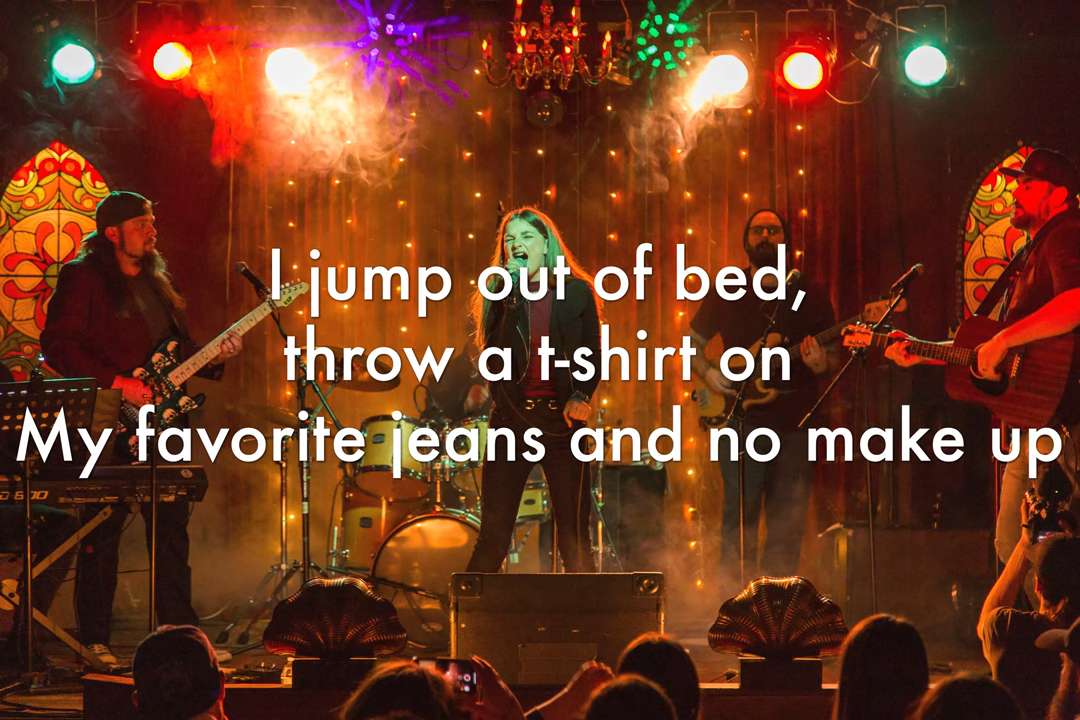 I jump out of bed,
throw a t-shirt on
My favorite jeans and no make up